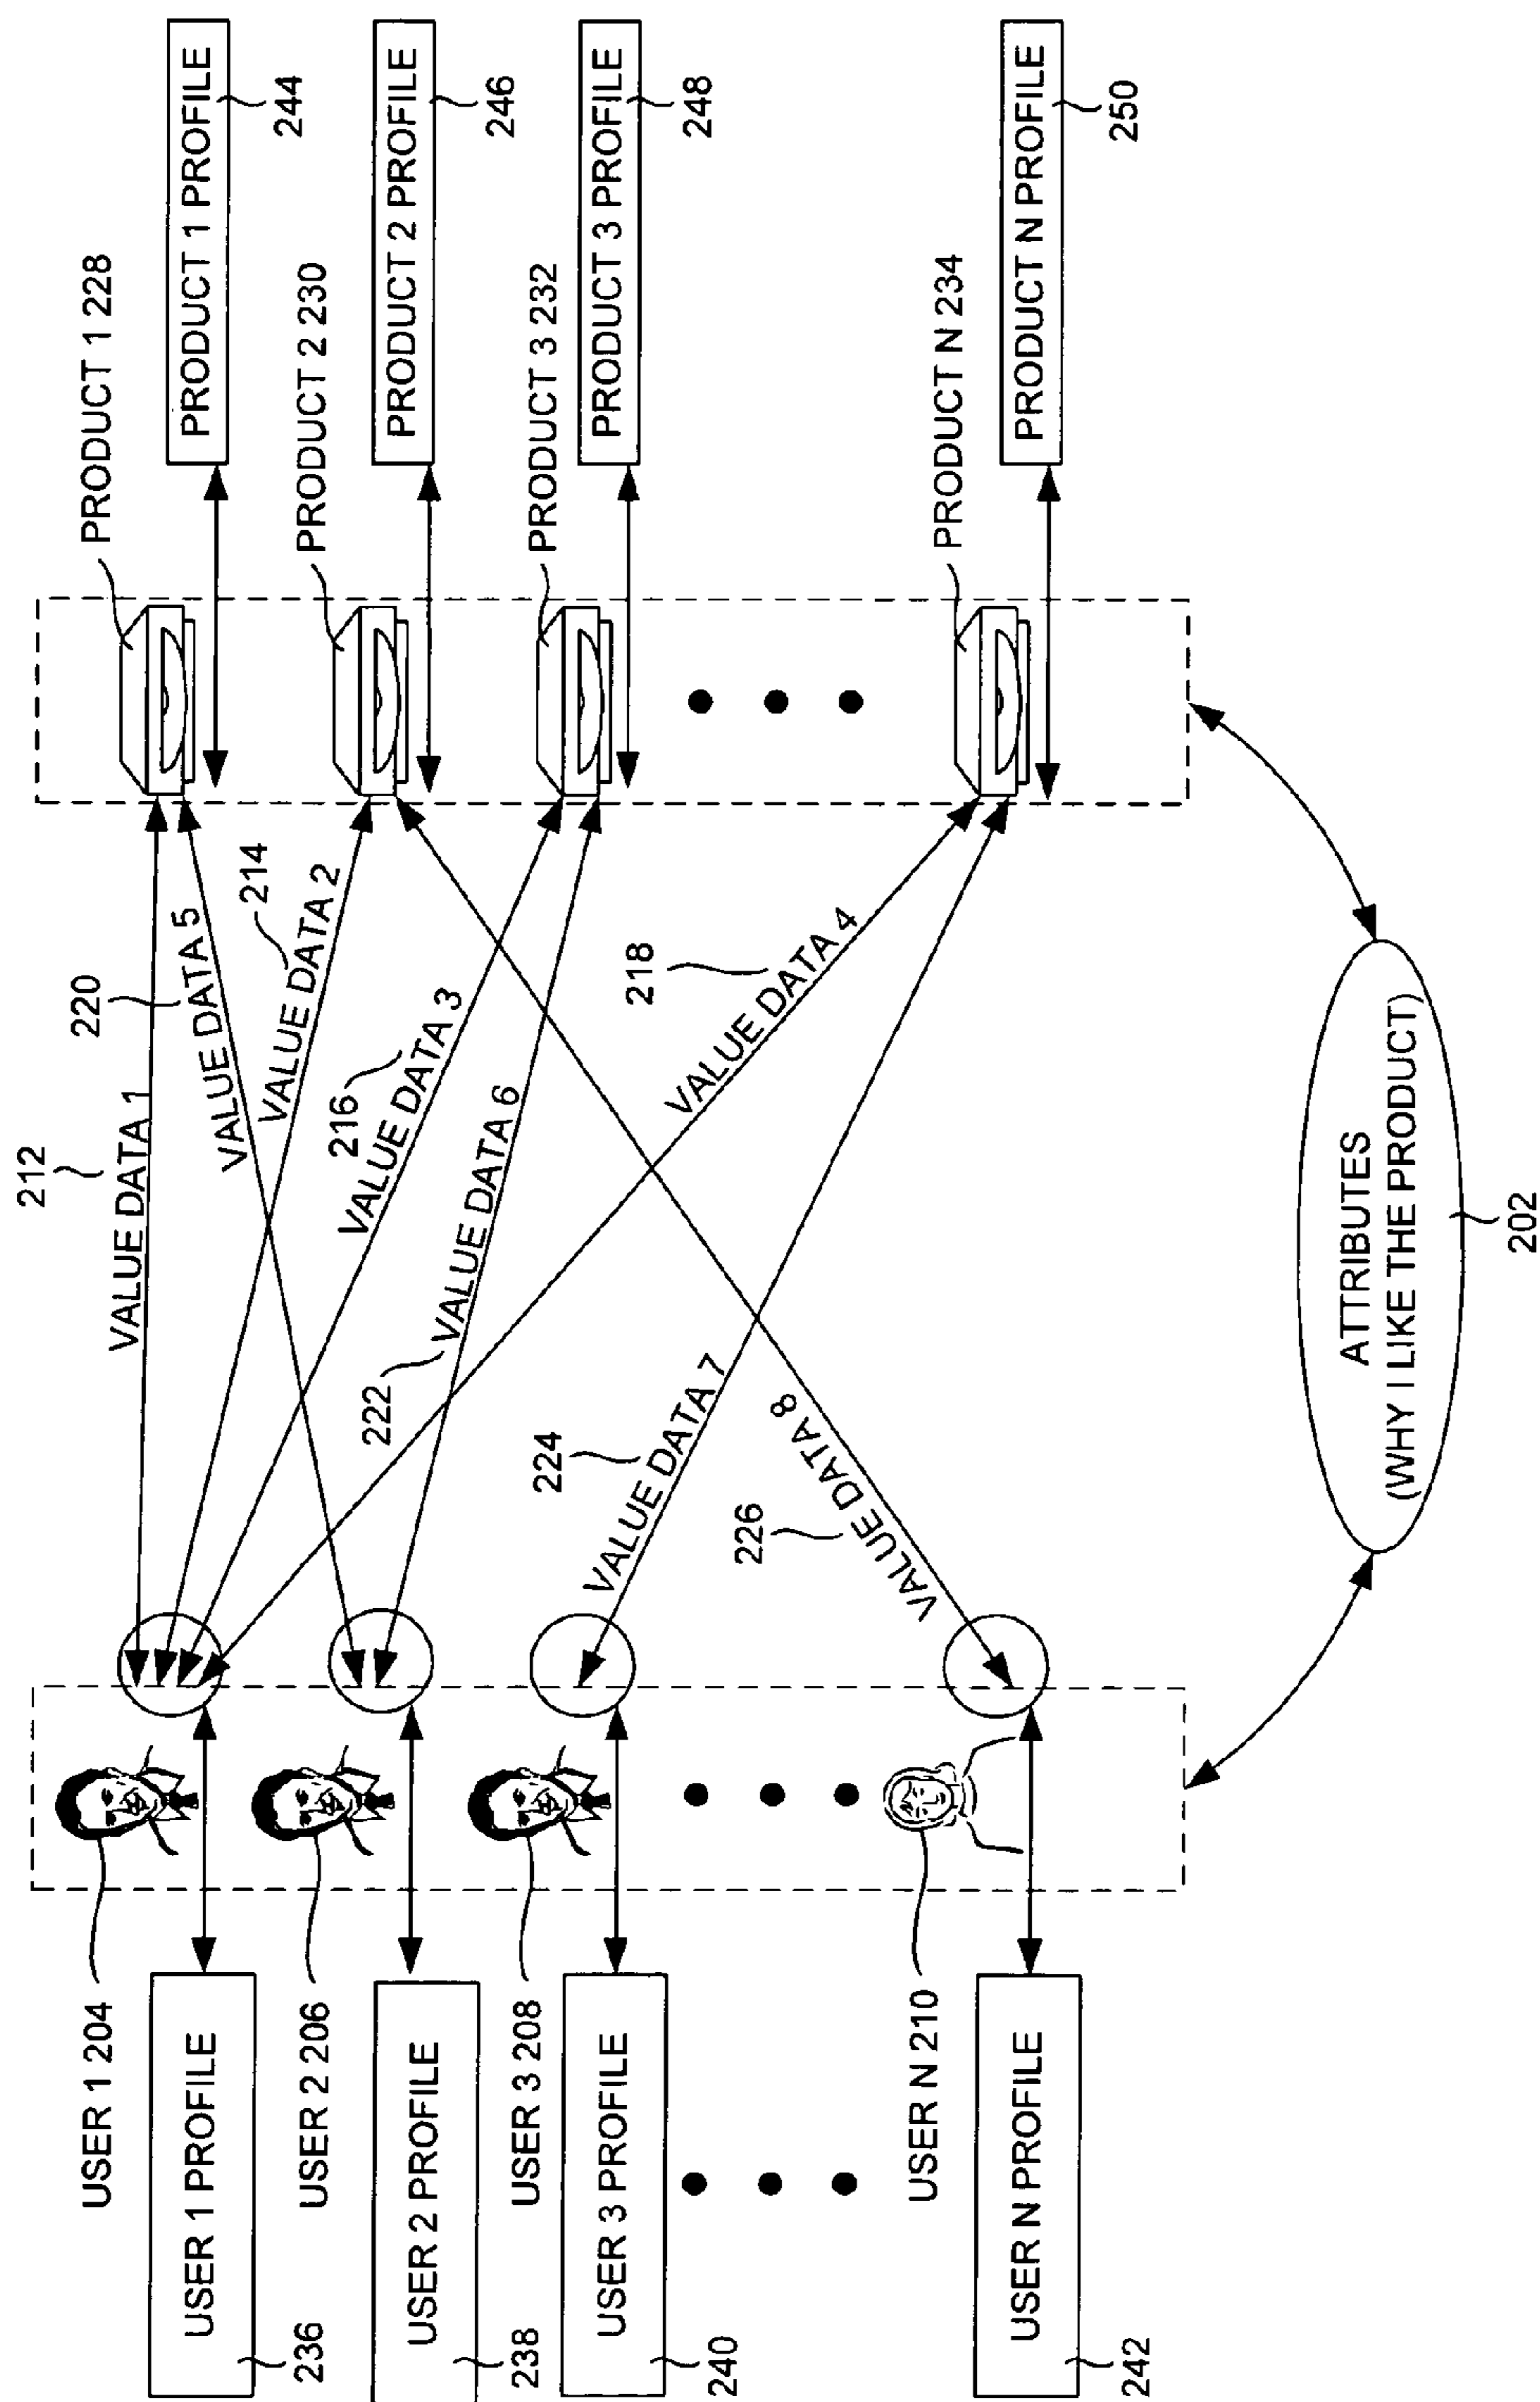 USER 1 204
USER 1 PROFILE
236
USER 2 206
USER 2 PROFILE
238
USER 3 208
USER 3 PROFILE
240
USER N 210
USER N PROFILE
242
212
VALUE DATA 1
220
VALUE DATA 5
214
VALUE DATA 2
216
VALUE DATA 3
222
VALUE DATA 6
218
VALUE DATA 4
224
VALUE DATA 7
226
VALUE DATA 8
PRODUCT 1 228
PRODUCT 1 PROFILE
244
PRODUCT 2 230
PRODUCT 2 PROFILE
246
PRODUCT 3 232
PRODUCT 3 PROFILE
248
PRODUCT N 234
PRODUCT N PROFILE
250
ATTRIBUTES
(WHY I LIKE THE PRODUCT)
202